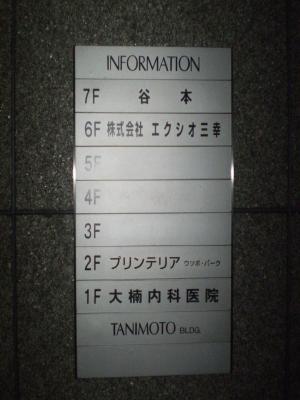 INFORMATION
7F 谷本
6F 株式会社 エクシオ三幸
5F
4F
3F
2F プリンテリア ウツボ・パーク
1F 大楠内科医院
TANIMOTO BLDG.